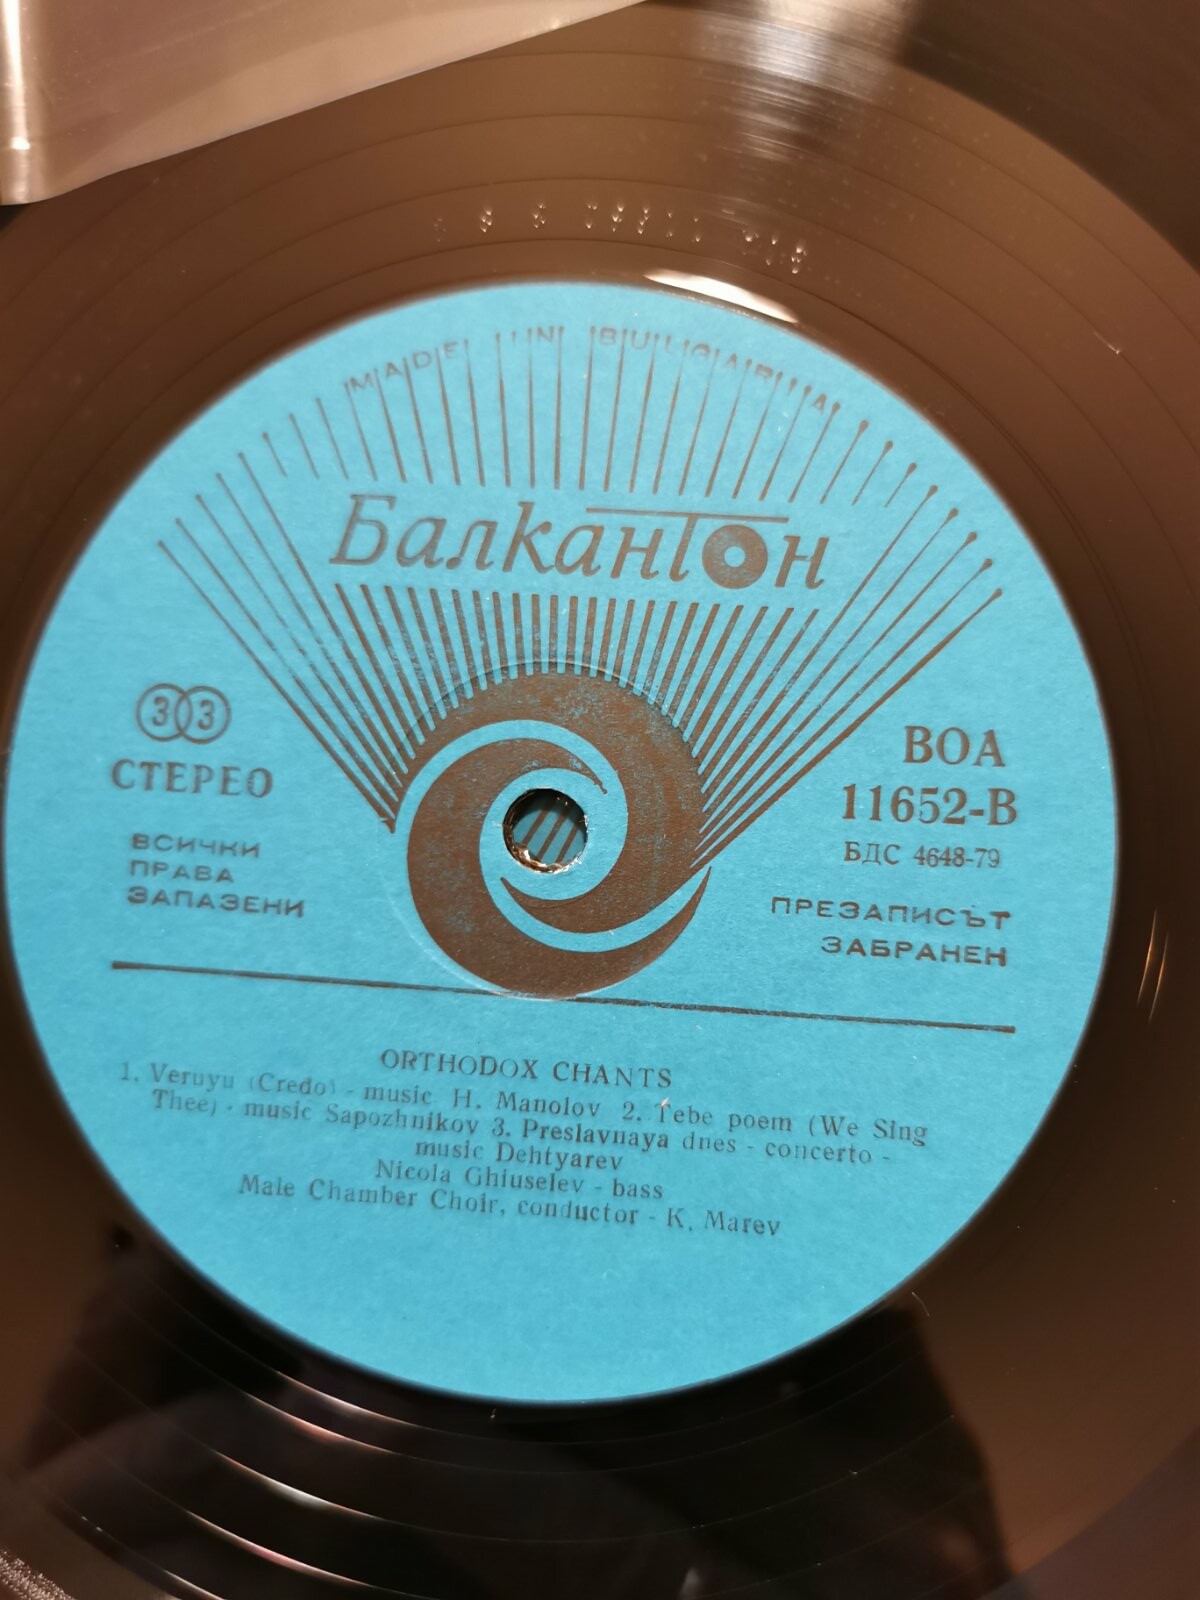 MADE IN BULGARIA
Балкантон
33
СТЕРЕО
ВСИЧКИ
ПРАВА
ЗАПАЗЕНИ
ВОА
11652-В
БДС 4648-79
ПРЕЗАПИСЪТ
ЗАБРАНЕН
ORTHODOX CHANTS
1. Veruyu (Credo) - music H. Manolov 2. Tebe poem (We Sing
Thee) - music Sapozhnikov 3. Preslavnaya dnes - concerto -
music Dehtyarev
Nicola Ghiuselev - bass
Male Chamber Choir, conductor - K. Marev